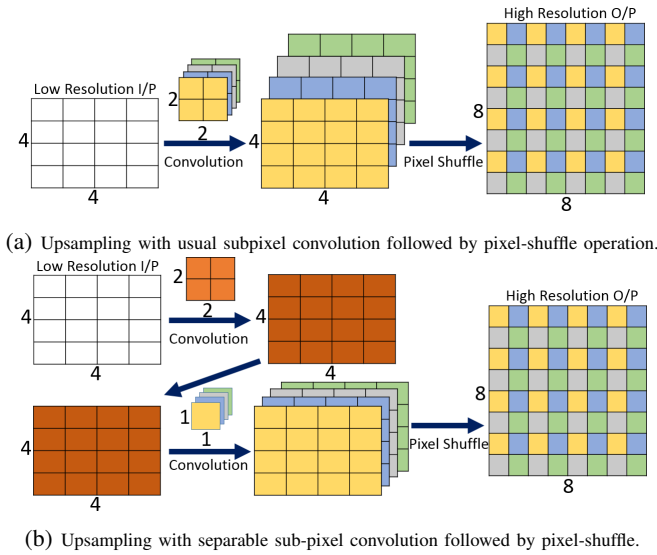 High Resolution O/P
Low Resolution I/P
2
2
4
4
8
Convolution
Pixel Shuffle
4
4
8
(a) Upsampling with usual subpixel convolution followed by pixel-shuffle operation.
Low Resolution I/P
2
2
High Resolution O/P
4
4
Convolution
4
4
8
1
1
4
Convolution
Pixel Shuffle
4
8
(b) Upsampling with separable sub-pixel convolution followed by pixel-shuffle.